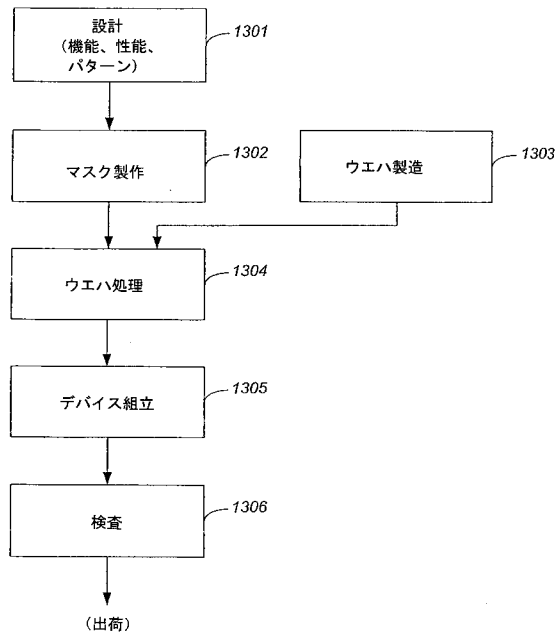 設計
(機能、性能、
パターン)
1301
マスク製作
1302
ウエハ製造
1303
ウエハ処理
1304
デバイス組立
1305
検査
1306
(出荷)